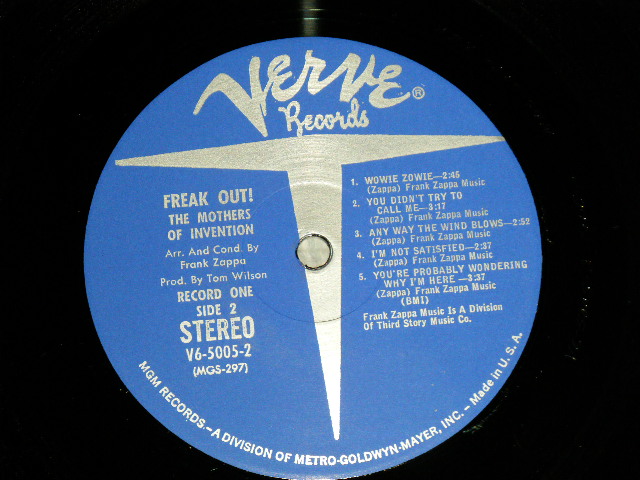 VERVE®
Records
FREAK OUT!
THE MOTHERS
OF INVENTION
Arr. And Cond. By
Frank Zappa
Prod. By Tom Wilson
RECORD ONE
SIDE 2
STEREO
V6-5005-2
(MGS-297)
1. WOWIE ZOWIE—2:45
(Zappa) Frank Zappa Music
2. YOU DIDN'T TRY TO
CALL ME—3:17
(Zappa) Frank Zappa Music
3. ANY WAY THE WIND BLOWS—2:52
(Zappa) Frank Zappa Music
4. I'M NOT SATISFIED—2:37
(Zappa) Frank Zappa Music
5. YOU'RE PROBABLY WONDERING
WHY I'M HERE—3:37
(Zappa) Frank Zappa Music
(BMI)
Frank Zappa Music Is A Division
Of Third Story Music Co.
MGM RECORDS—A DIVISION OF METRO-GOLDWYN-MAYER, INC.—Made in U. S. A.